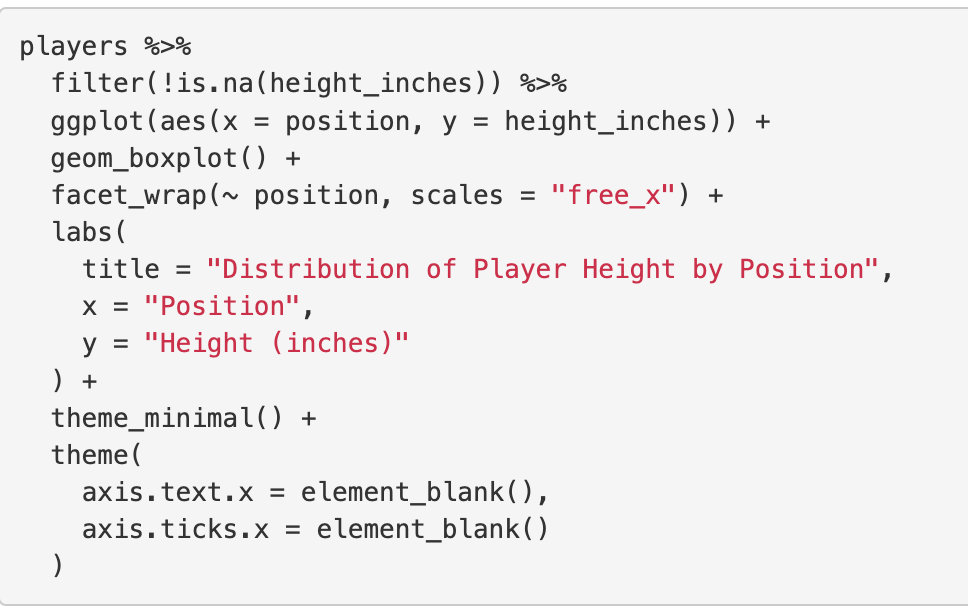 players %>%
  filter(!is.na(height_inches)) %>%
  ggplot(aes(x = position, y = height_inches)) +
  geom_boxplot() +
  facet_wrap(~ position, scales = "free_x") +
  labs(
    title = "Distribution of Player Height by Position",
    x = "Position",
    y = "Height (inches)"
  ) +
  theme_minimal() +
  theme(
    axis.text.x = element_blank(),
    axis.ticks.x = element_blank()
  )